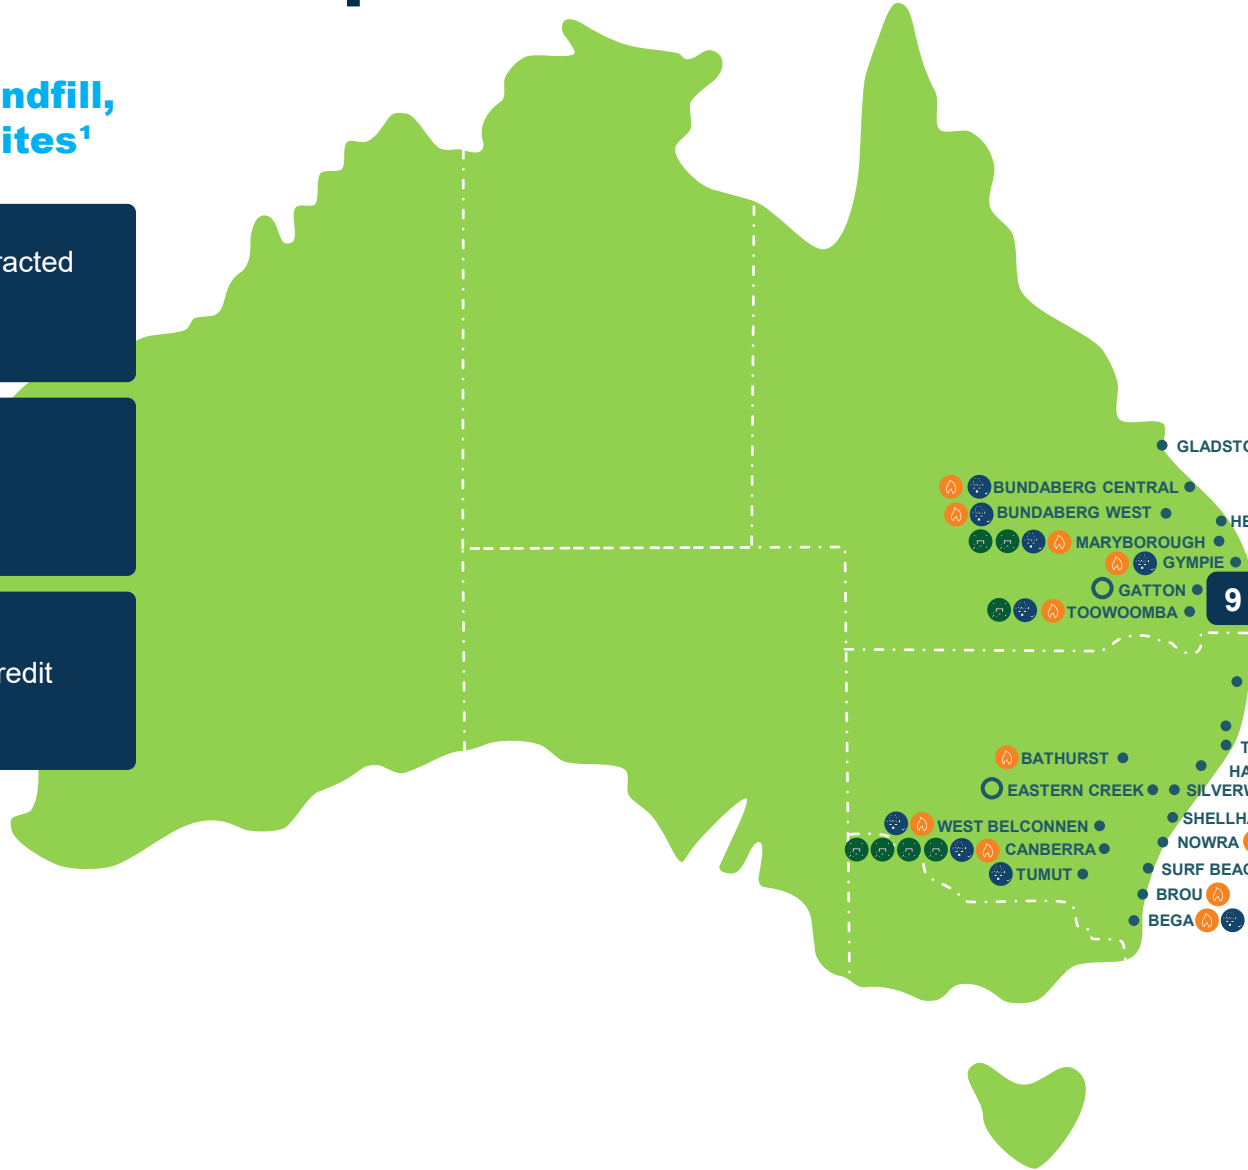 ndfill,
ites¹
racted
redit
GLADSTO
BUNDABERG CENTRAL
BUNDABERG WEST
HE
MARYBOROUGH
GYMPIE
GATTON
9
TOOWOOMBA
T
BATHURST
HA
EASTERN CREEK
SILVERW
SHELLHA
WEST BELCONNEN
NOWRA
CANBERRA
SURF BEAC
TUMUT
BROU
BEGA